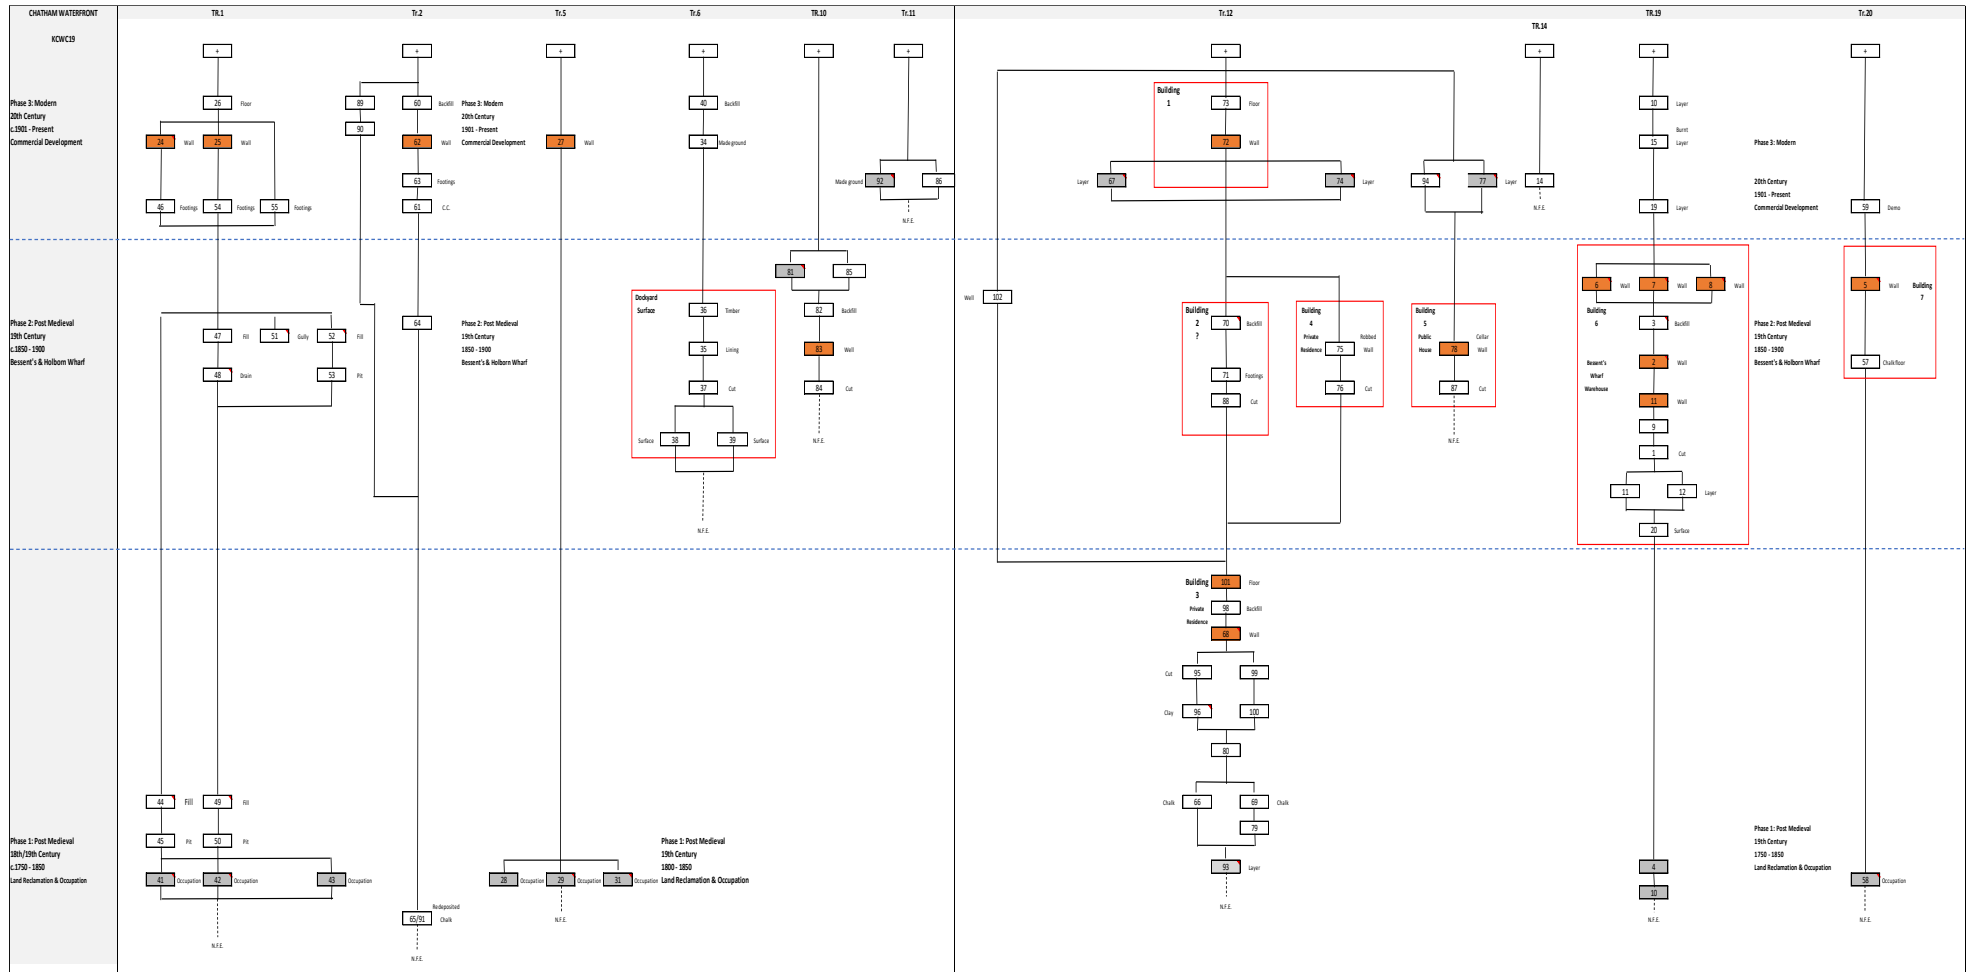 CHATHAM WATERFRONT TR.1 Tr.2 Tr.5 Tr.6 TR.10 Tr.11 Tr.12 TR.19 Tr.20
TR.14
KCWC19
+ + + + + + + + + +
Building
1
Phase 3: Modern 26 Floor 89 60 Backfill Phase 3: Modern 40 Backfill 73 Floor 10 Layer
20th Century 20th Century
c.1901 - Present 90 1901 - Present Burnt
Commercial Development 24 Wall 25 Wall 62 Wall Commercial Development 27 Wall 34 Made ground 72 Wall 15 Layer Phase 3: Modern
63 Footings Made ground 92 86 Layer 67 74 Layer 94 77 Layer 14 20th Century
1901 - Present
46 Footings 54 Footings 55 Footings 61 C.C. N.F.E. 19 Layer Commercial Development 59 Demo
N.F.E.
81 85
6 Wall 7 Wall 8 Wall 5 Wall Building
7
Dockyard Well 102
Surface 36 Timber 82 Backfill Building Building Building Building
2 4 5 6
Phase 2: Post Medieval 64 Phase 2: Post Medieval 70 Backfill 3 Backfill Phase 2: Post Medieval
19th Century 47 Fill 51 Gully 52 Fill 19th Century ? Private Robbed Public Cellar 19th Century
c.1850 - 1900 1850 - 1900 35 Lining 83 Well Residence 75 Wall House 78 Wall 1850 - 1900
Bessent's & Holborn Wharf Bessent's & Holborn Wharf Bessent's 2 Wall Bessent's & Holborn Wharf 57 Chalk floor
Wharf
48 Drain 53 Pit 37 Cut 84 Cut 71 Footings 76 Cut 87 Cut Warehouse
88 Cut 11 Wall
9
Surface 38 39 Surface N.F.E. N.F.E.
1 Cut
11 12 Layer
N.F.E. 20 Surface
Building 101 Floor
3
Private 98 Backfill
Residence
68 Wall
Cut 95 99
Clay 96 100
80
44 Fill 49 Fill Chalk 66 69 Chalk
79
Phase 1: Post Medieval 45 Pit 50 Pit Phase 1: Post Medieval Phase 1: Post Medieval
18th/19th Century 19th Century 19th Century
c.1750 - 1850 1800 - 1850 1750 - 1850
Land Reclamation & Occupation 41 Occupation 42 Occupation 43 Occupation 28 Occupation 29 Occupation 31 Occupation Land Reclamation & Occupation 93 Layer 4 Land Reclamation & Occupation 58 Occupation
10
Redeposited
65/91 Chalk
N.F.E. N.F.E. N.F.E. N.F.E. N.F.E.
N.F.E.